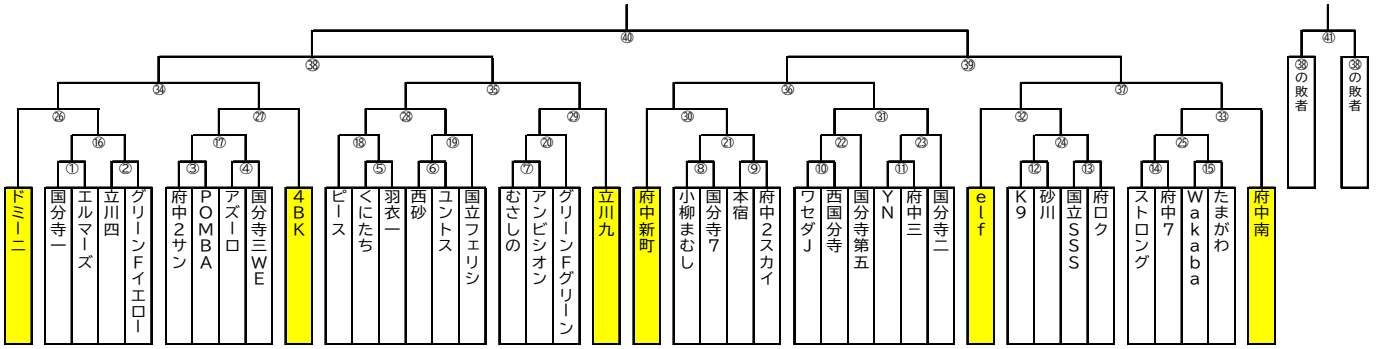 ㊵
㊶
㊳
㊴
㊳の敗者
㊳の敗者
㉞
㉟
㊱
㊲
㉖
㉗
㉘
㉙
㉚
㉛
㉜
㉝
⑯
⑰
⑱
⑲
⑳
㉑
㉒
㉓
㉔
㉕
①
②
③
④
⑤
⑥
⑦
⑧
⑨
⑩
⑪
⑫
⑬
⑭
⑮
ドミーニ
国分寺一
エルマーズ
立川四
グリーンFイエロー
府中2サン
POMBA
アズーロ
国分寺三WE
4BK
ピース
くにたち
羽衣一
西砂
ユントス
国立フェリシ
むさしの
アンビシオン
グリーンFグリーン
立川九
府中新町
小柳まむし
国分寺7
本宿
府中2スカイ
ワセダJ
西国分寺
国分寺第五
YN
府中三
国分寺二
elf
K9
砂川
国立SSS
府ロク
ストロング
府中7
Wakaba
たまがわ
府中南